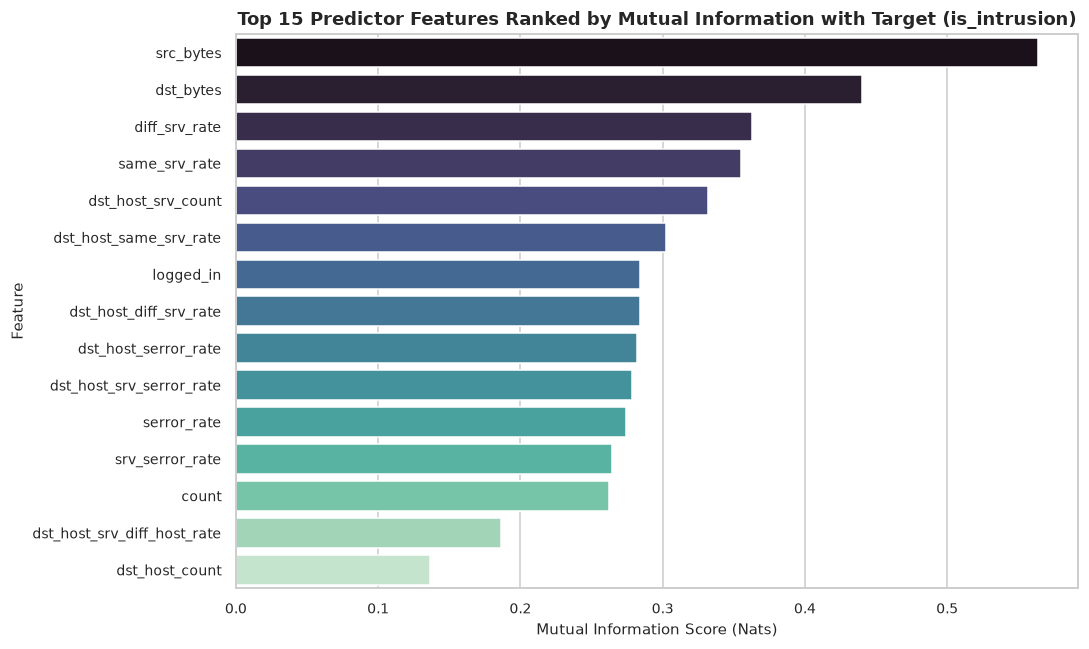 Top 15 Predictor Features Ranked by Mutual Information with Target (is_intrusion)
src_bytes
dst_bytes
diff_srv_rate
same_srv_rate
dst_host_srv_count
dst_host_same_srv_rate
logged_in
dst_host_diff_srv_rate
dst_host_serror_rate
dst_host_srv_serror_rate
serror_rate
srv_serror_rate
count
dst_host_srv_diff_host_rate
dst_host_count
Feature
0.0 0.1 0.2 0.3 0.4 0.5
Mutual Information Score (Nats)